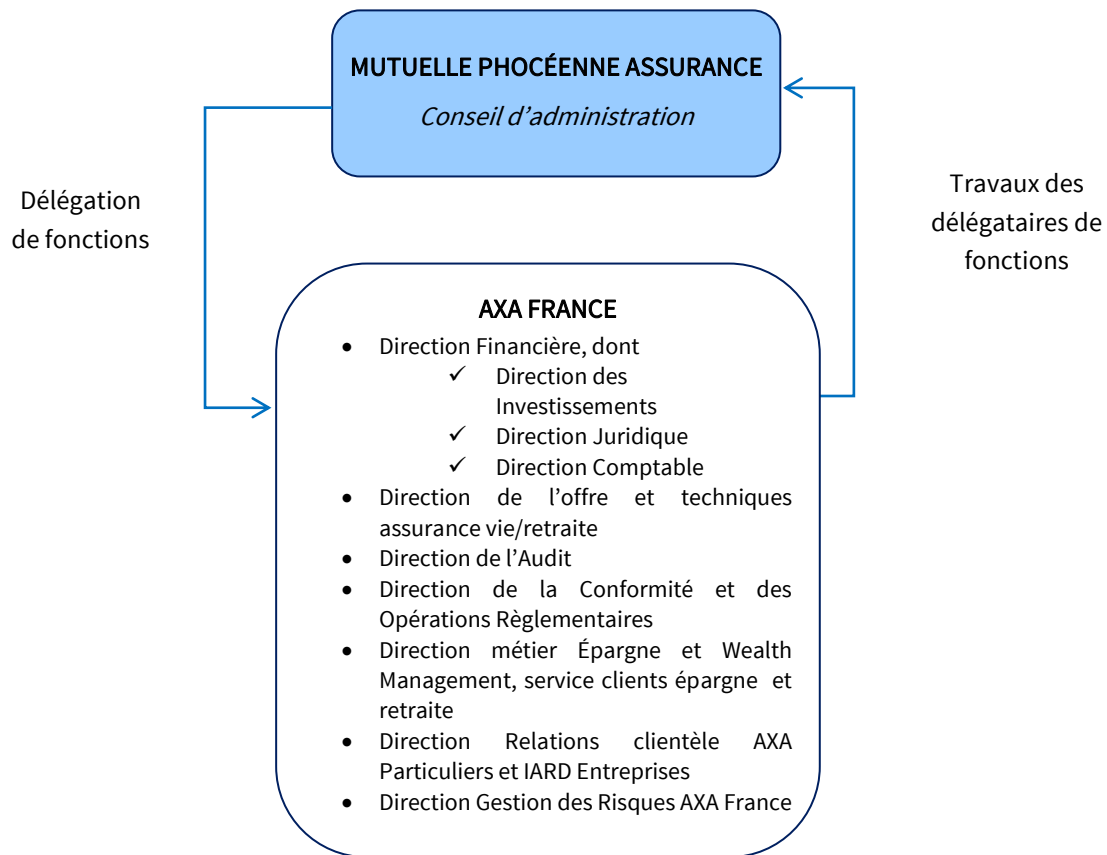 MUTUELLE PHOCÉENNE ASSURANCE
Conseil d'administration
Délégation
de fonctions
Travaux des
délégataires de
fonctions
AXA FRANCE
• Direction Financière, dont
✓ Direction des
Investissements
✓ Direction Juridique
✓ Direction Comptable
• Direction de l'offre et techniques
assurance vie/retraite
• Direction de l'Audit
• Direction de la Conformité et des
Opérations Règlementaires
• Direction métier Épargne et Wealth
Management, service clients épargne et
retraite
• Direction Relations clientèle AXA
Particuliers et IARD Entreprises
• Direction Gestion des Risques AXA France